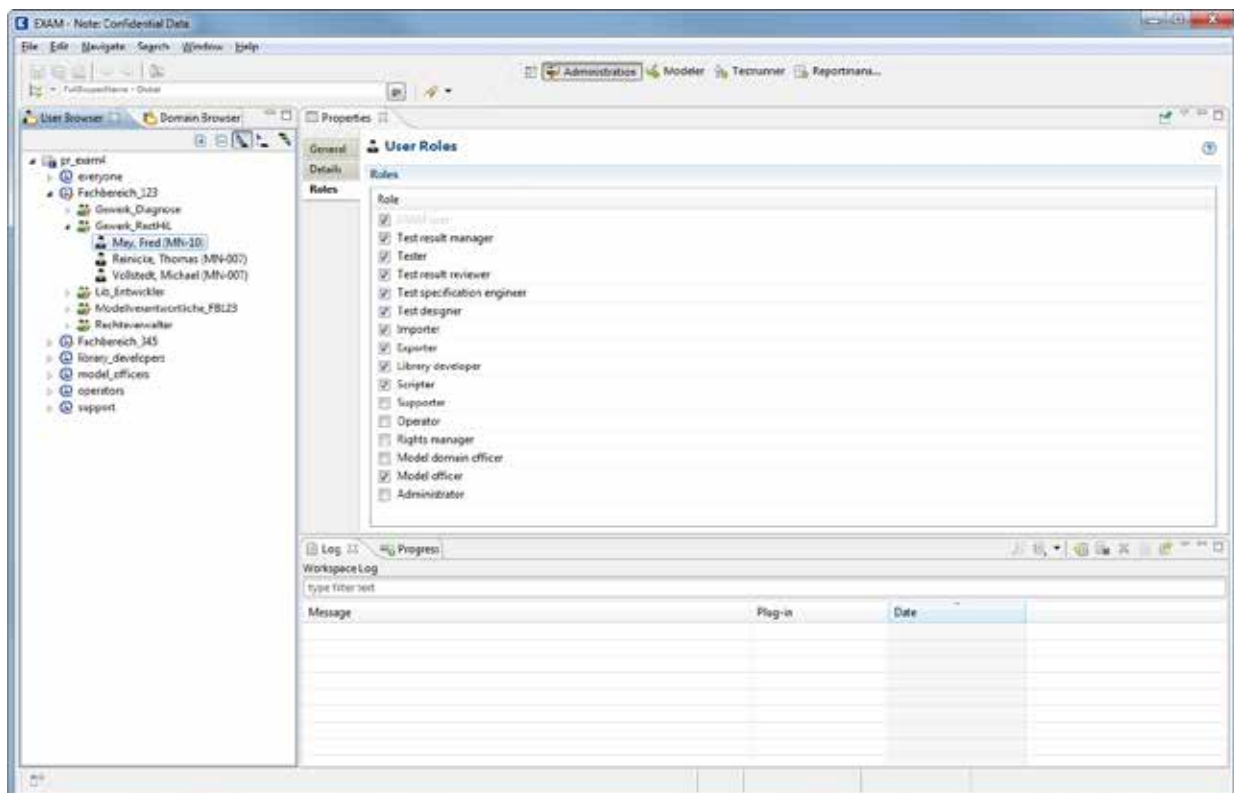 EXAM - Note: Confidential Data
File Edit Navigate Search Window Help
Administration Modeler Testrunner Reportmana...
User Browser Domain Browser Properties
pr_exam4
everyone
Fachbereich_123
Gewerk_Diagnose
Gewerk_RestHiL
May, Fred (MN-10)
Reinicke, Thomas (MN-007)
Vollstedt, Michael (MN-007)
Lib_Entwickler
Modellverantwortliche_FB123
Rechteverwalter
Fachbereich_345
library_developers
model_officers
operators
support
General
Details
Roles
User Roles
Roles
Role
EXAM user
Test result manager
Tester
Test result reviewer
Test specification engineer
Test designer
Importer
Exporter
Library developer
Scripter
Supporter
Operator
Rights manager
Model domain officer
Model officer
Administrator
Log Progress
Workspace Log
type filter text
Message Plug-in Date